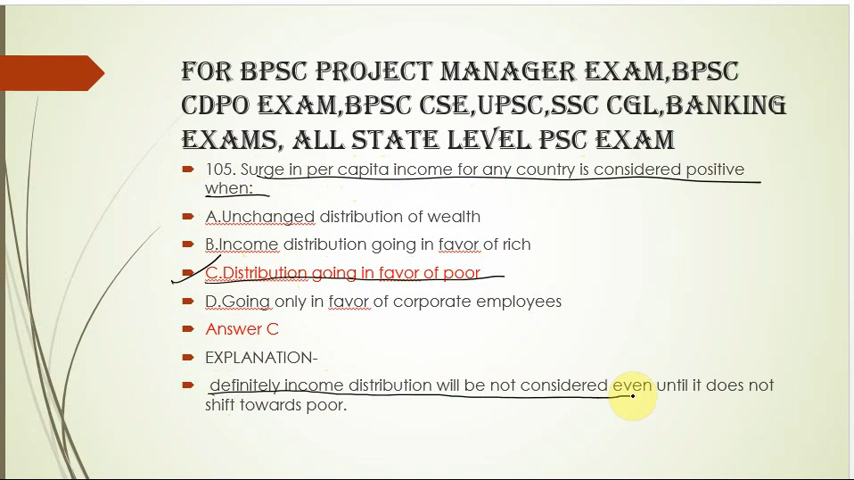 FOR BPSC PROJECT MANAGER EXAM,BPSC
CDPO EXAM,BPSC CSE,UPSC,SSC CGL,BANKING
EXAMS, ALL STATE LEVEL PSC EXAM
105. Surge in per capita income for any country is considered positive
when:
A.Unchanged distribution of wealth
B.Income distribution going in favor of rich
C.Distribution going in favor of poor
D.Going only in favor of corporate employees
Answer C
EXPLANATION-
definitely income distribution will be not considered even until it does not
shift towards poor.